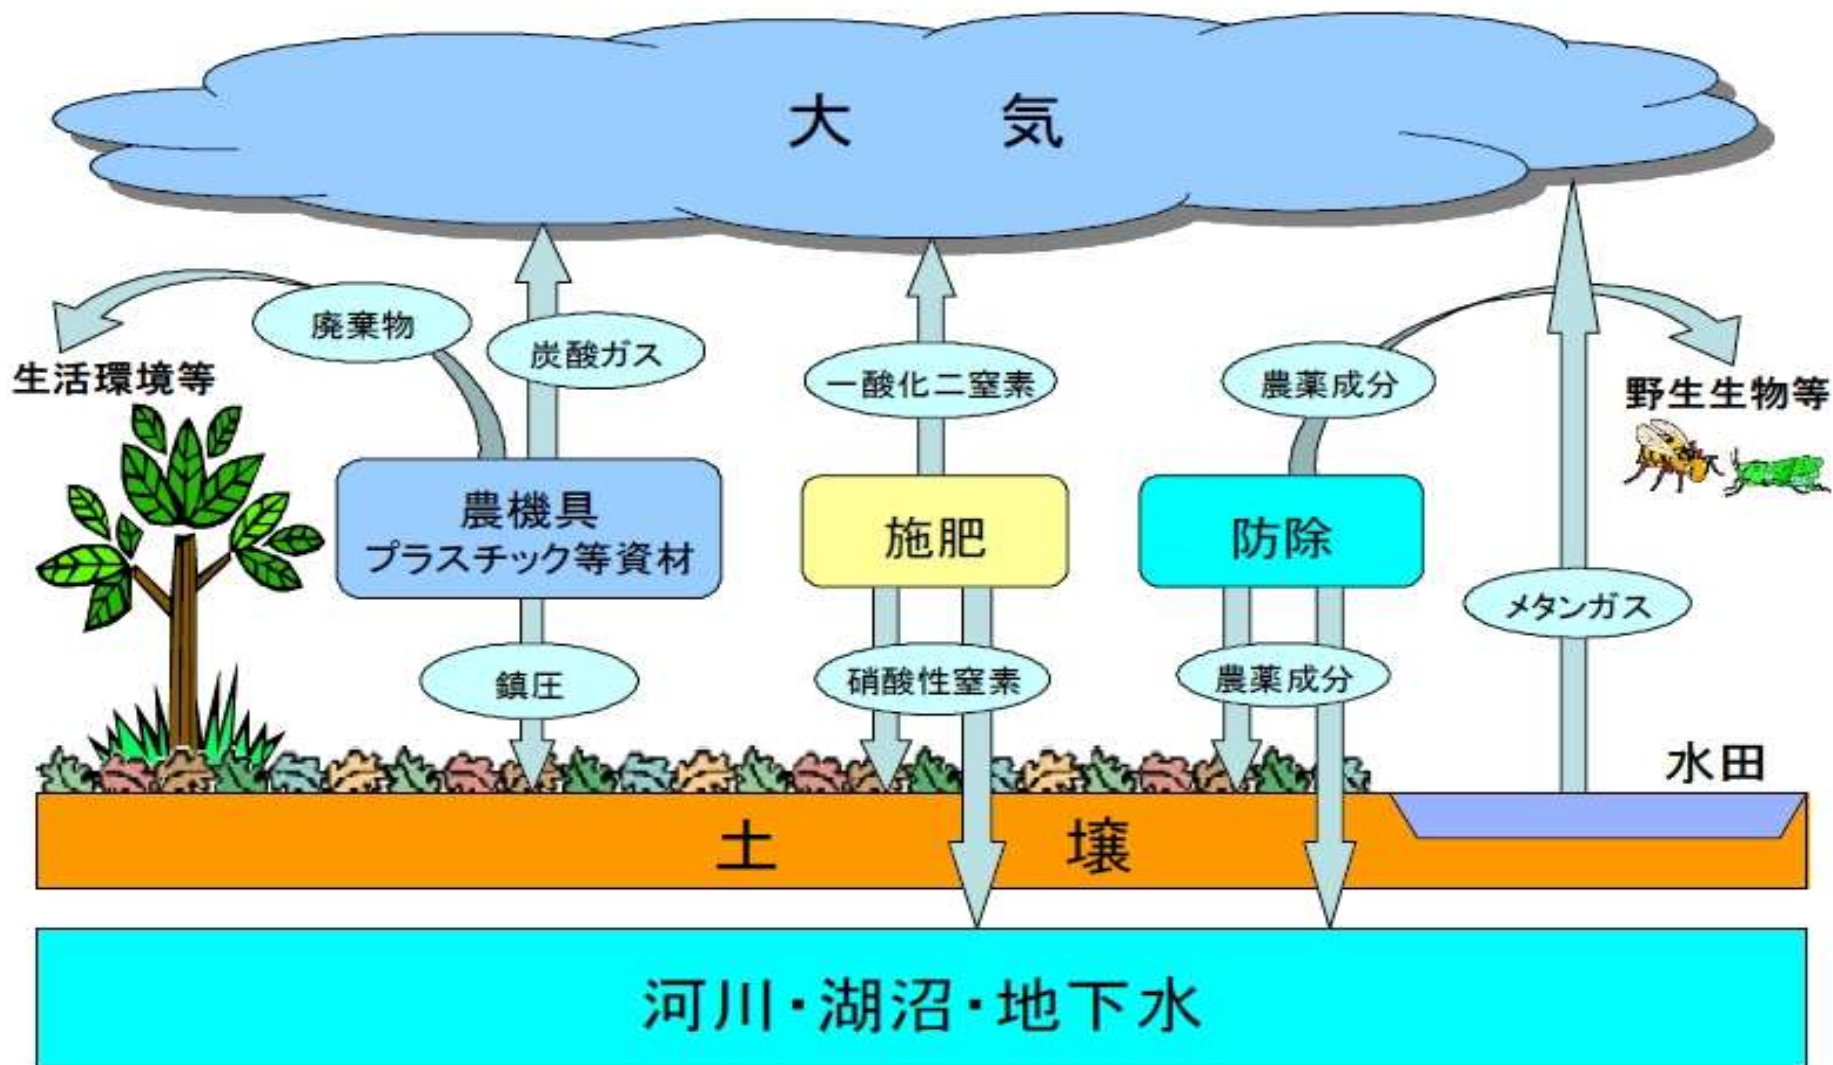 大 気
廃棄物
炭酸ガス
一酸化二窒素
農薬成分
生活環境等
野生生物等
農機具
プラスチック等資材
施肥
防除
メタンガス
鎮圧
硝酸性窒素
農薬成分
水田
土 壌
河川・湖沼・地下水